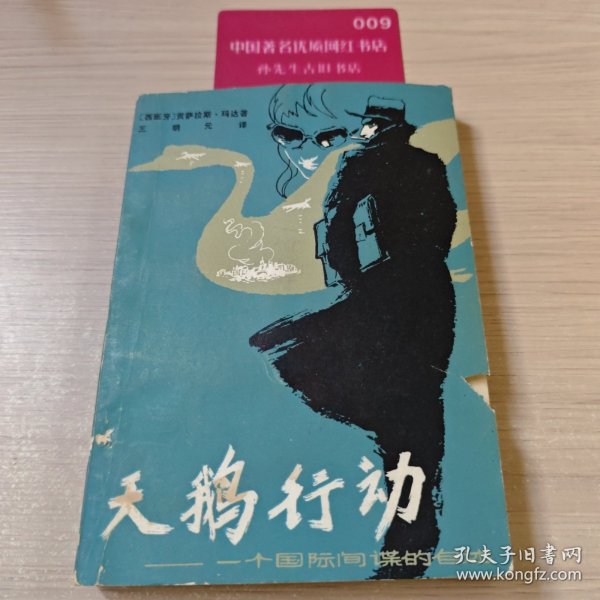 009
中国著名优质网红书店
孙先生古旧书店
〔西班牙〕贡萨拉斯·玛达著
王明元 译
天鹅行动
——一个国际间谍的自
孔夫子旧书网
www.kongfz.com